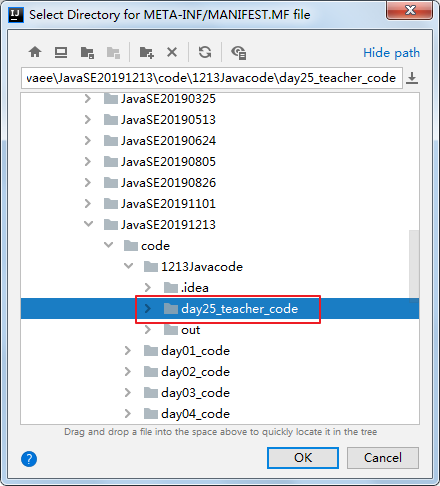 Select Directory for META-INF/MANIFEST.MF file
Hide path
vaee\JavaSE20191213\code\1213Javacode\day25_teacher_code
JavaSE20190325
JavaSE20190513
JavaSE20190624
JavaSE20190805
JavaSE20190826
JavaSE20191101
JavaSE20191213
code
1213Javacode
.idea
day25_teacher_code
out
day01_code
day02_code
day03_code
day04_code
Drag and drop a file into the space above to quickly locate it in the tree
? OK Cancel